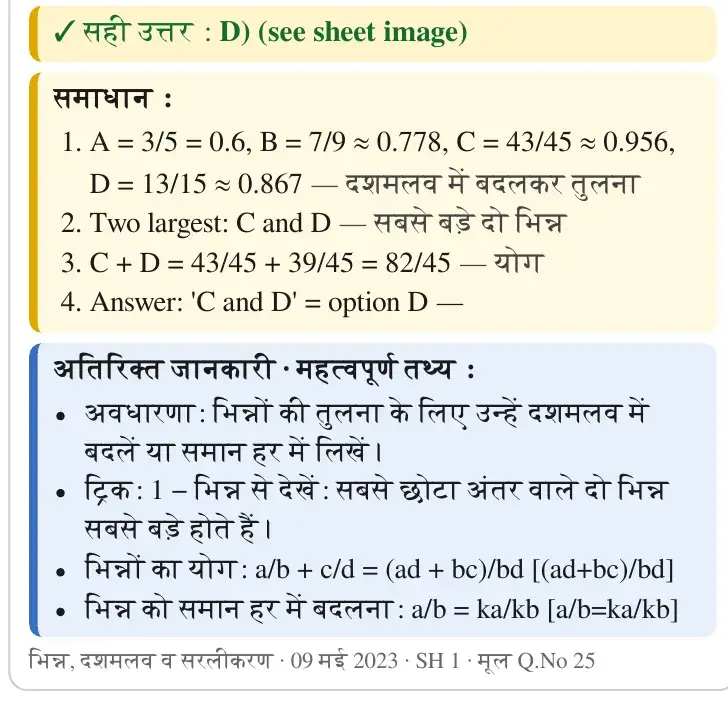 ✓ सही उत्तर : D) (see sheet image)
समाधान :
1. A = 3/5 = 0.6, B = 7/9 ≈ 0.778, C = 43/45 ≈ 0.956,
D = 13/15 ≈ 0.867 — दशमलव में बदलकर तुलना
2. Two largest: C and D — सबसे बड़े दो भिन्न
3. C + D = 43/45 + 39/45 = 82/45 — योग
4. Answer: 'C and D' = option D —
अतिरिक्त जानकारी · महत्वपूर्ण तथ्य :
• अवधारणा : भिन्नों की तुलना के लिए उन्हें दशमलव में
बदलें या समान हर में लिखें।
• ट्रिक : 1 – भिन्न से देखें : सबसे छोटा अंतर वाले दो भिन्न
सबसे बड़े होते हैं।
• भिन्नों का योग : a/b + c/d = (ad + bc)/bd [(ad+bc)/bd]
• भिन्न को समान हर में बदलना : a/b = ka/kb [a/b=ka/kb]
भिन्न, दशमलव व सरलीकरण · 09 मई 2023 · SH 1 · मूल Q.No 25